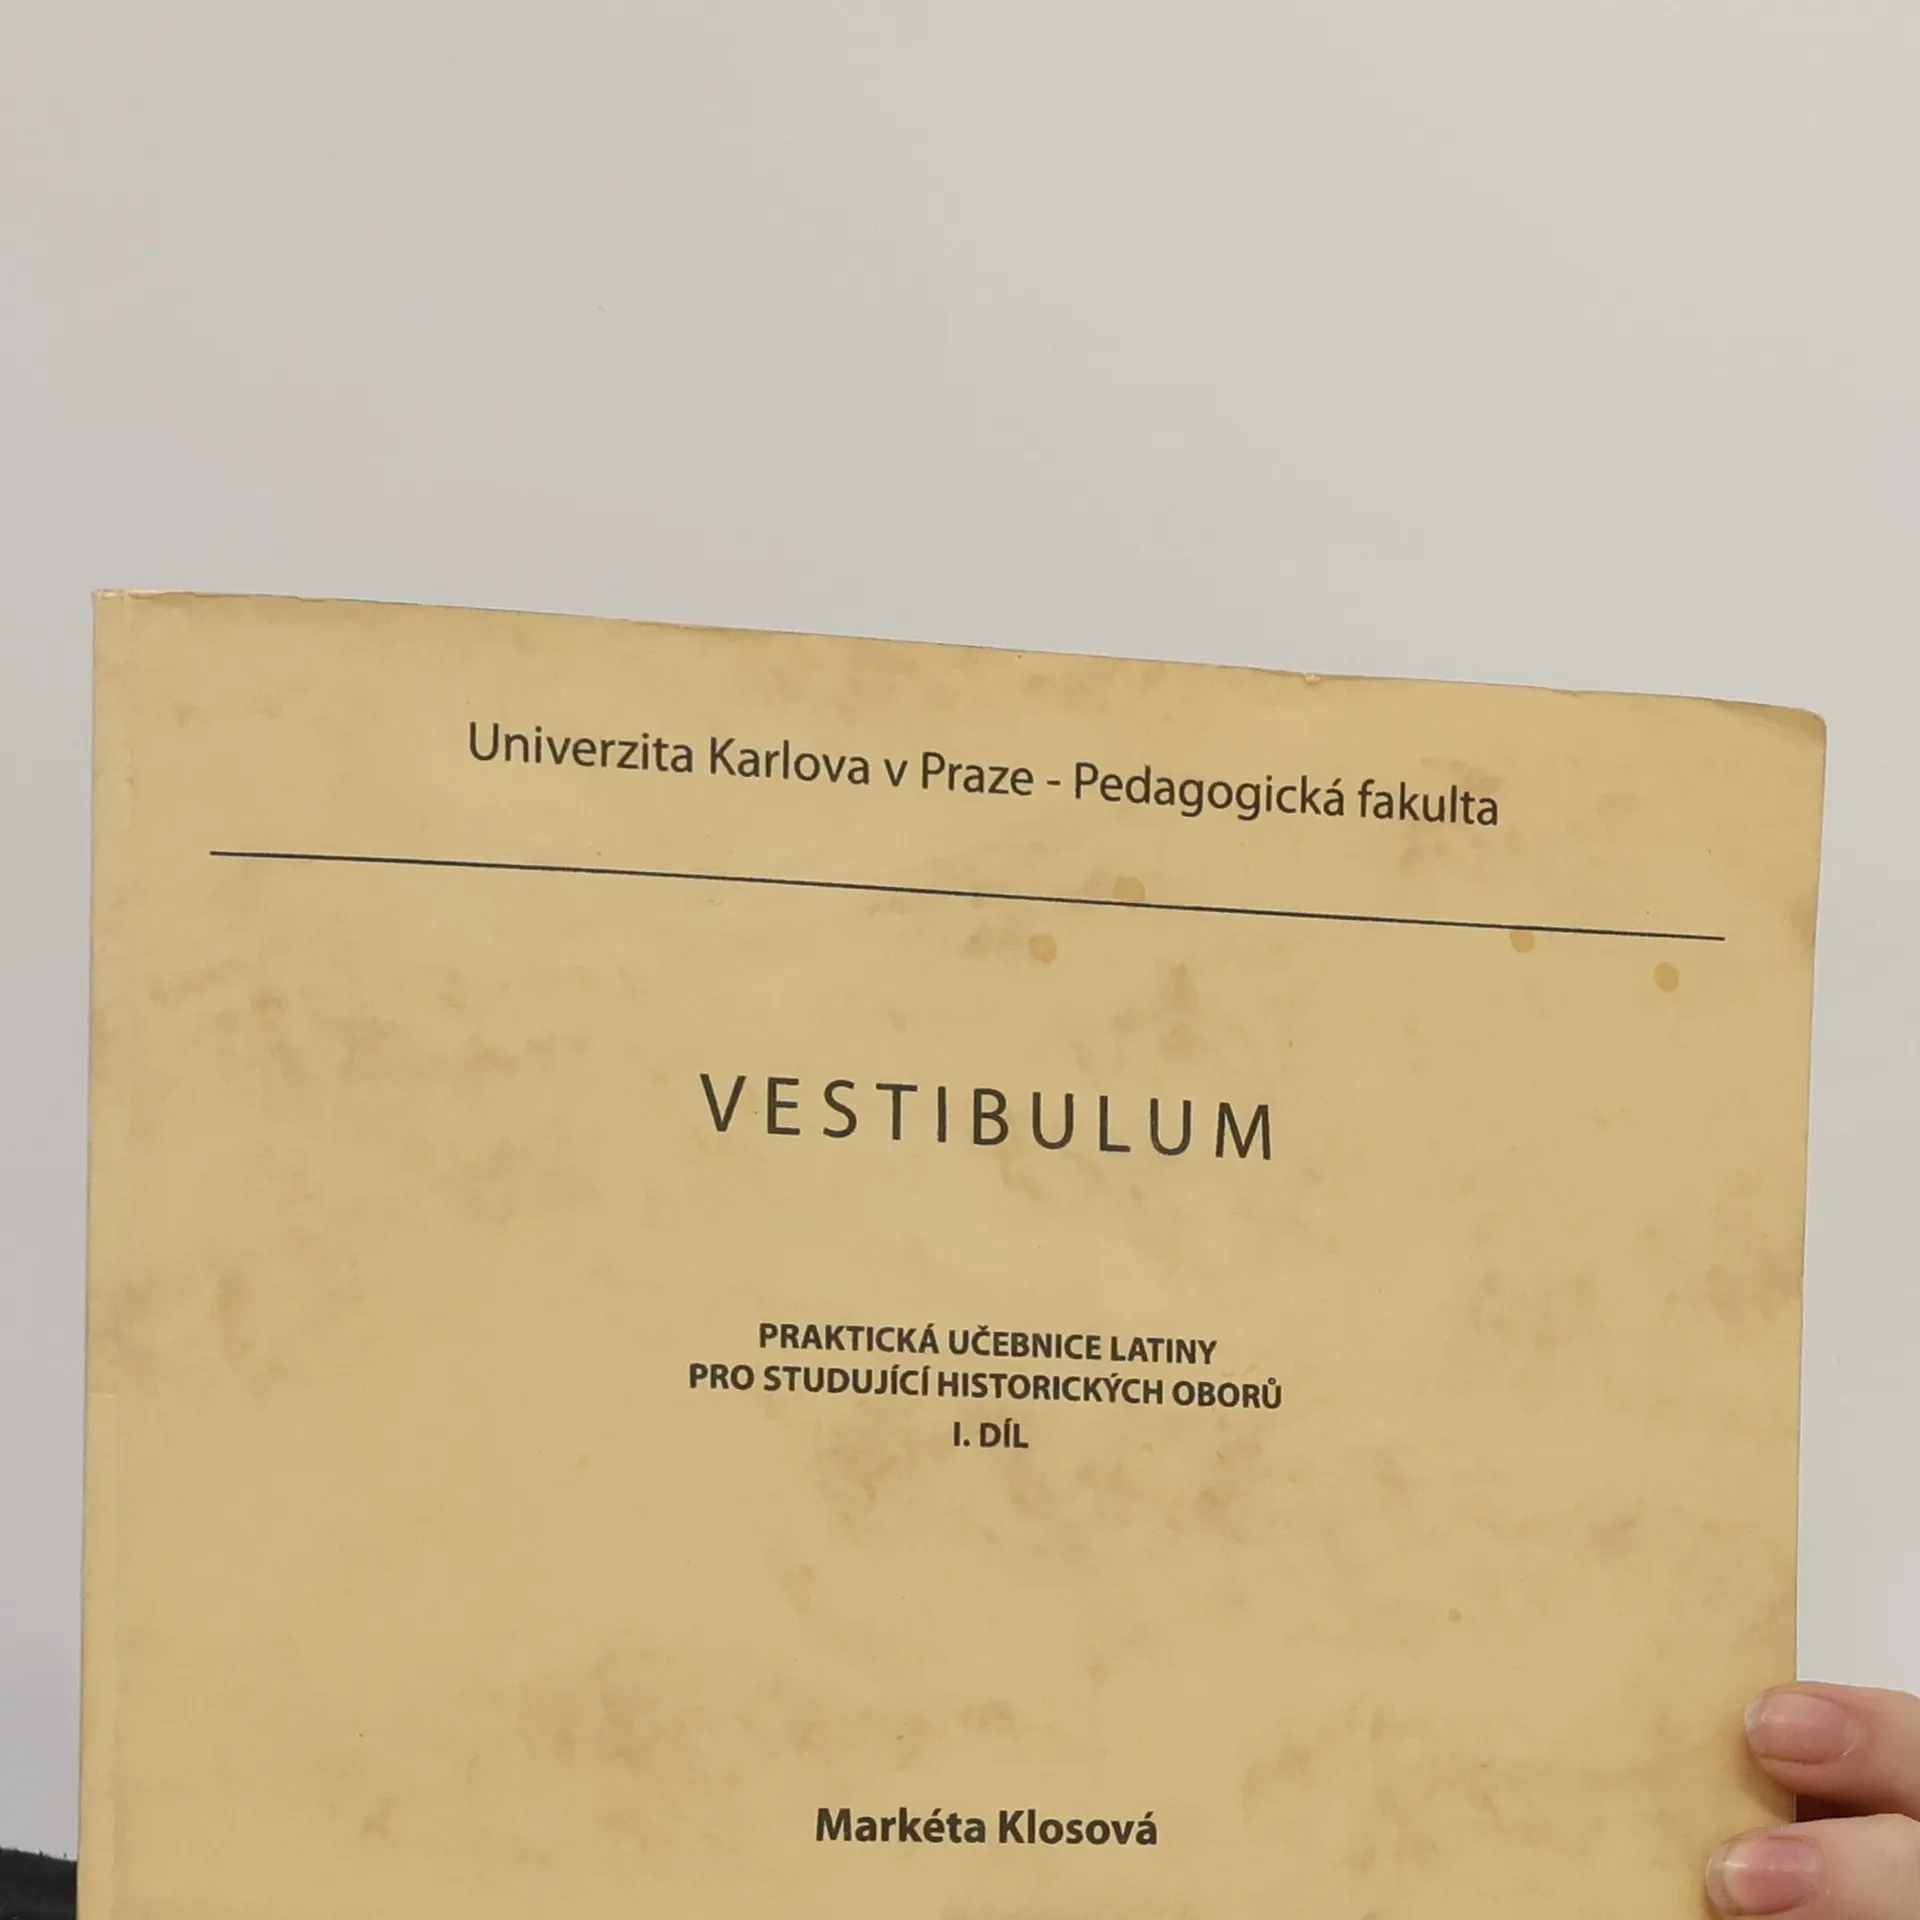 Univerzita Karlova v Praze - Pedagogická fakulta
VESTIBULUM
PRAKTICKÁ UČEBNICE LATINY
PRO STUDUJÍCÍ HISTORICKÝCH OBORŮ
I. DÍL
Markéta Klosová